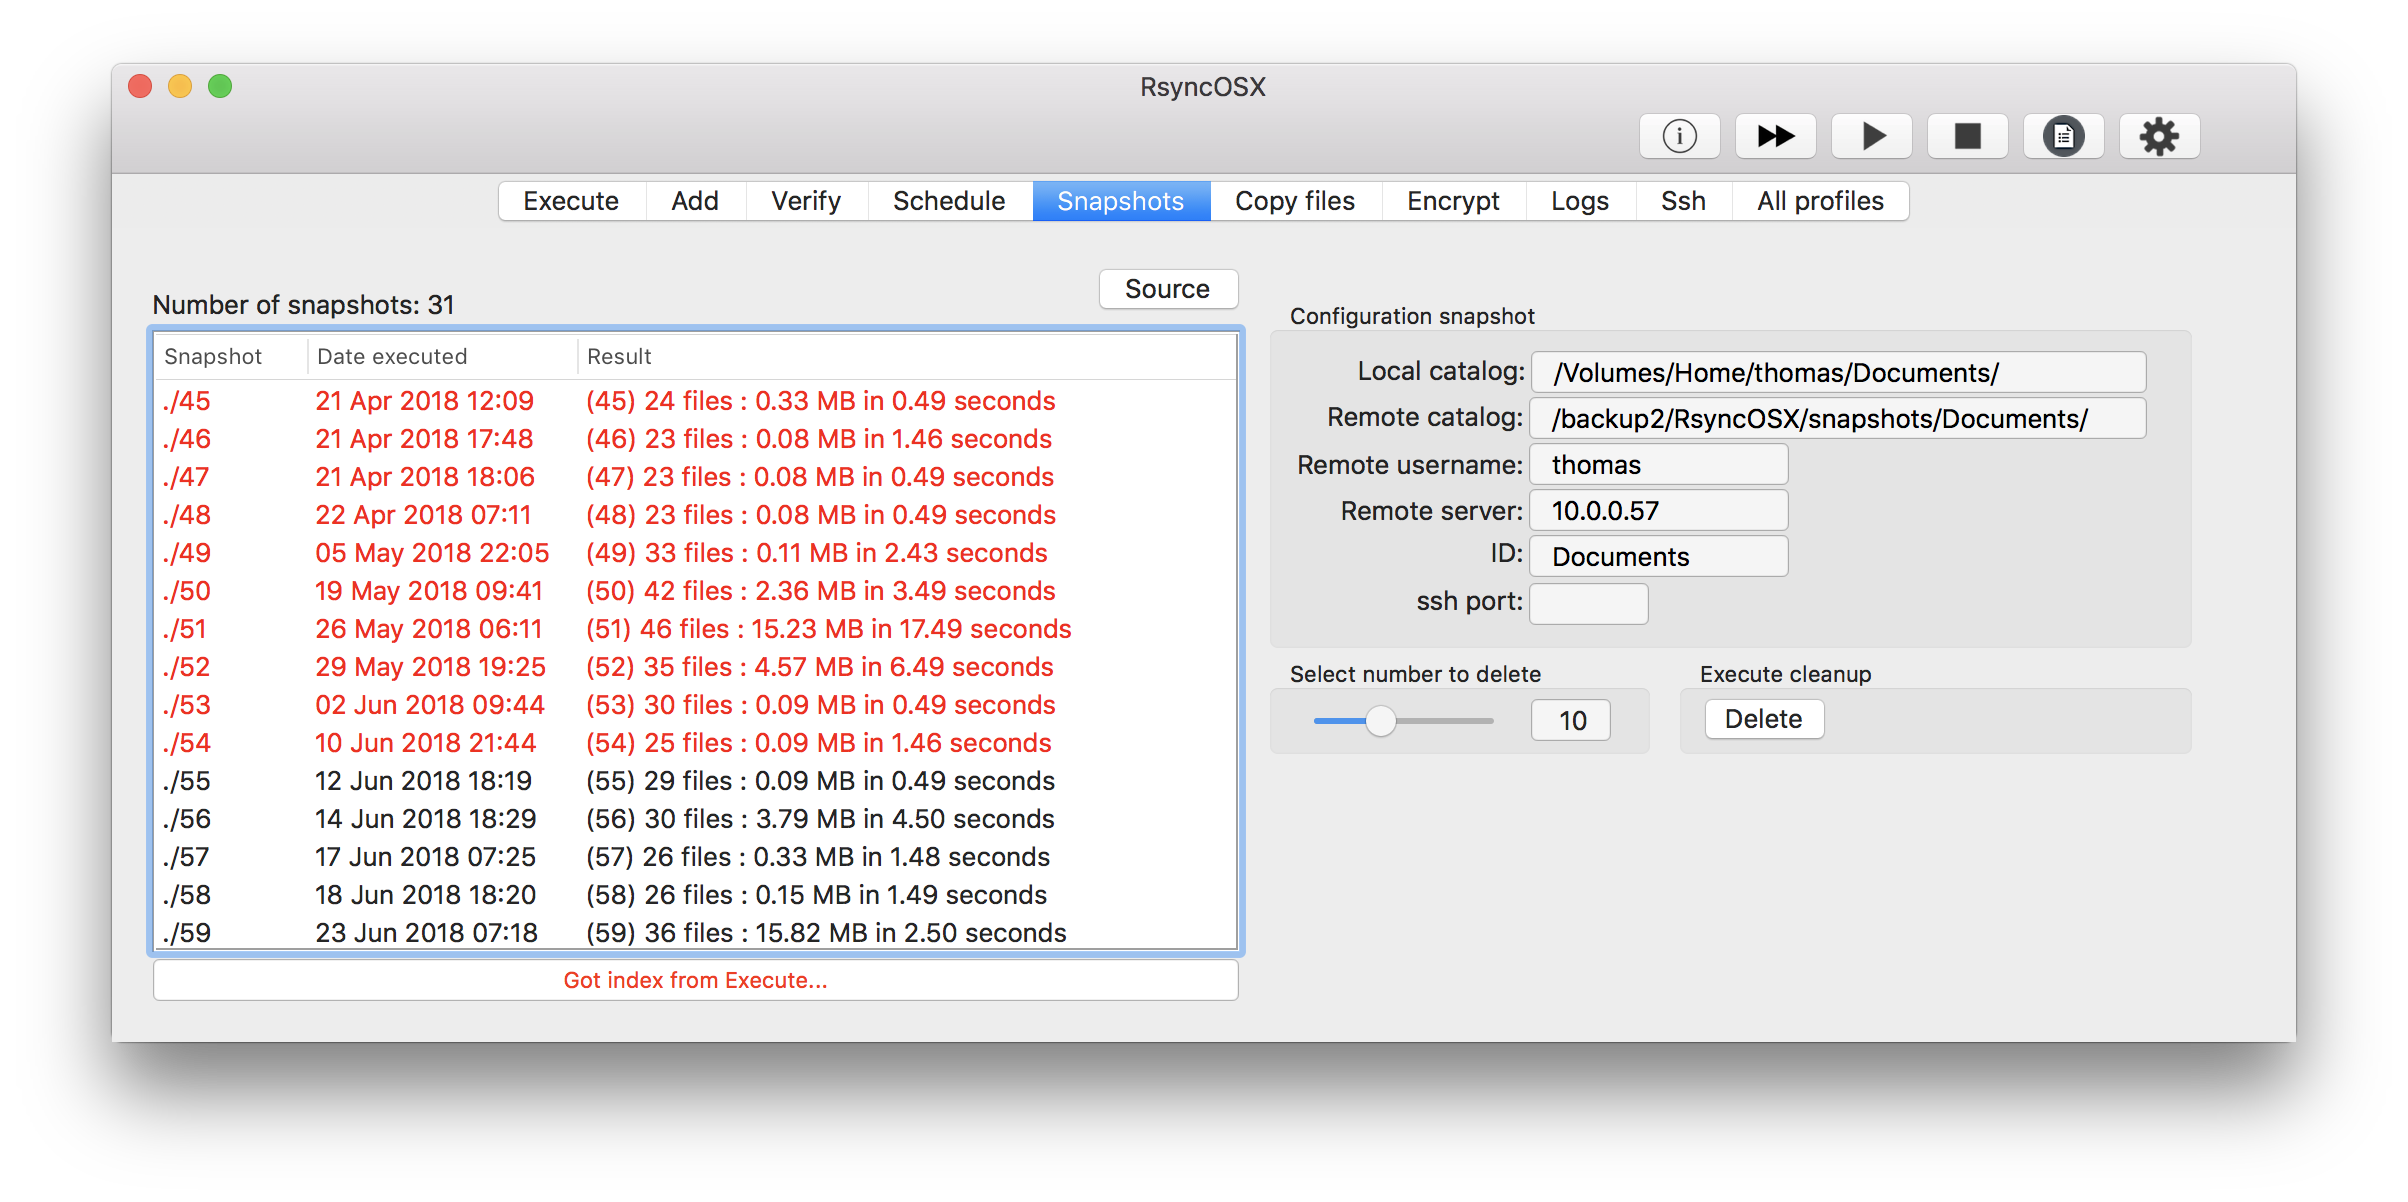 RsyncOSX
Execute Add Verify Schedule Snapshots Copy files Encrypt Logs Ssh All profiles
Source
Number of snapshots: 31
Snapshot Date executed Result
./45 21 Apr 2018 12:09 (45) 24 files : 0.33 MB in 0.49 seconds
./46 21 Apr 2018 17:48 (46) 23 files : 0.08 MB in 1.46 seconds
./47 21 Apr 2018 18:06 (47) 23 files : 0.08 MB in 0.49 seconds
./48 22 Apr 2018 07:11 (48) 23 files : 0.08 MB in 0.49 seconds
./49 05 May 2018 22:05 (49) 33 files : 0.11 MB in 2.43 seconds
./50 19 May 2018 09:41 (50) 42 files : 2.36 MB in 3.49 seconds
./51 26 May 2018 06:11 (51) 46 files : 15.23 MB in 17.49 seconds
./52 29 May 2018 19:25 (52) 35 files : 4.57 MB in 6.49 seconds
./53 02 Jun 2018 09:44 (53) 30 files : 0.09 MB in 0.49 seconds
./54 10 Jun 2018 21:44 (54) 25 files : 0.09 MB in 1.46 seconds
./55 12 Jun 2018 18:19 (55) 29 files : 0.09 MB in 0.49 seconds
./56 14 Jun 2018 18:29 (56) 30 files : 3.79 MB in 4.50 seconds
./57 17 Jun 2018 07:25 (57) 26 files : 0.33 MB in 1.48 seconds
./58 18 Jun 2018 18:20 (58) 26 files : 0.15 MB in 1.49 seconds
./59 23 Jun 2018 07:18 (59) 36 files : 15.82 MB in 2.50 seconds
Got index from Execute...
Configuration snapshot
Local catalog: /Volumes/Home/thomas/Documents/
Remote catalog: /backup2/RsyncOSX/snapshots/Documents/
Remote username: thomas
Remote server: 10.0.0.57
ID: Documents
ssh port:
Select number to delete
10
Execute cleanup
Delete